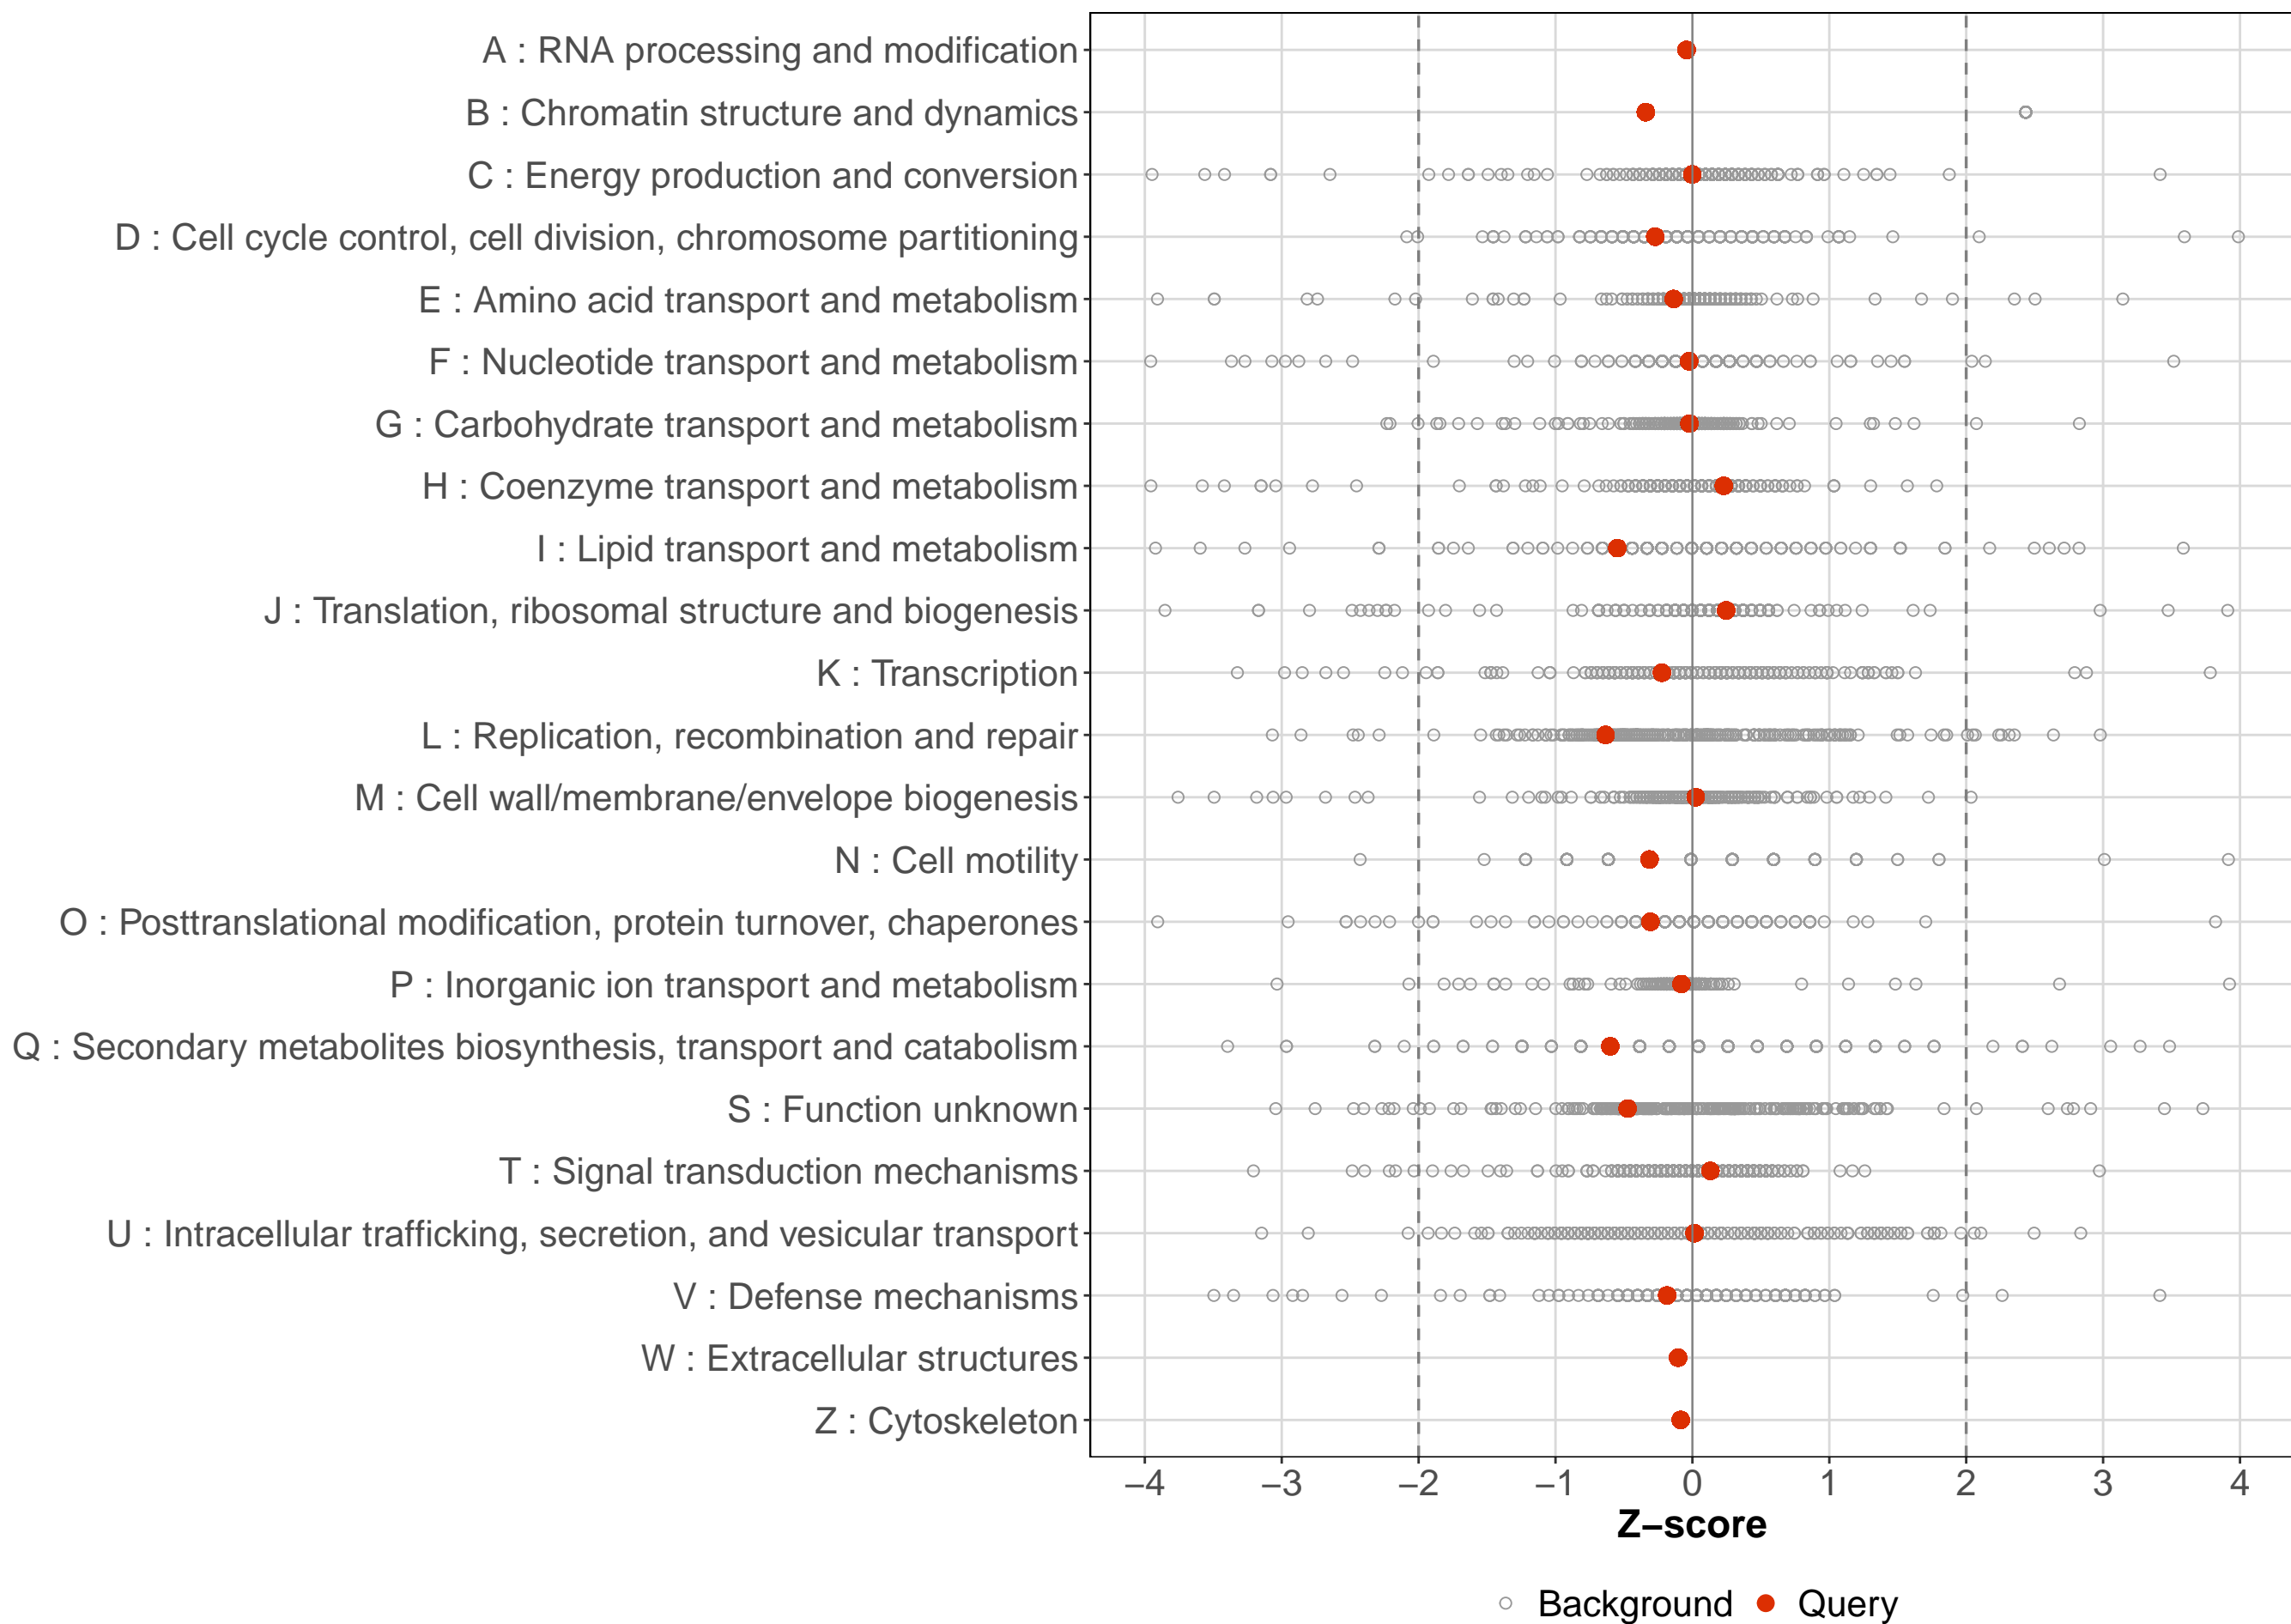 A : RNA processing and modification
B : Chromatin structure and dynamics
C : Energy production and conversion
D : Cell cycle control, cell division, chromosome partitioning
E : Amino acid transport and metabolism
F : Nucleotide transport and metabolism
G : Carbohydrate transport and metabolism
H : Coenzyme transport and metabolism
I : Lipid transport and metabolism
J : Translation, ribosomal structure and biogenesis
K : Transcription
L : Replication, recombination and repair
M : Cell wall/membrane/envelope biogenesis
N : Cell motility
O : Posttranslational modification, protein turnover, chaperones
P : Inorganic ion transport and metabolism
Q : Secondary metabolites biosynthesis, transport and catabolism
S : Function unknown
T : Signal transduction mechanisms
U : Intracellular trafficking, secretion, and vesicular transport
V : Defense mechanisms
W : Extracellular structures
Z : Cytoskeleton
−4 −3 −2 −1 0 1 2 3 4
Z−score
Background Query